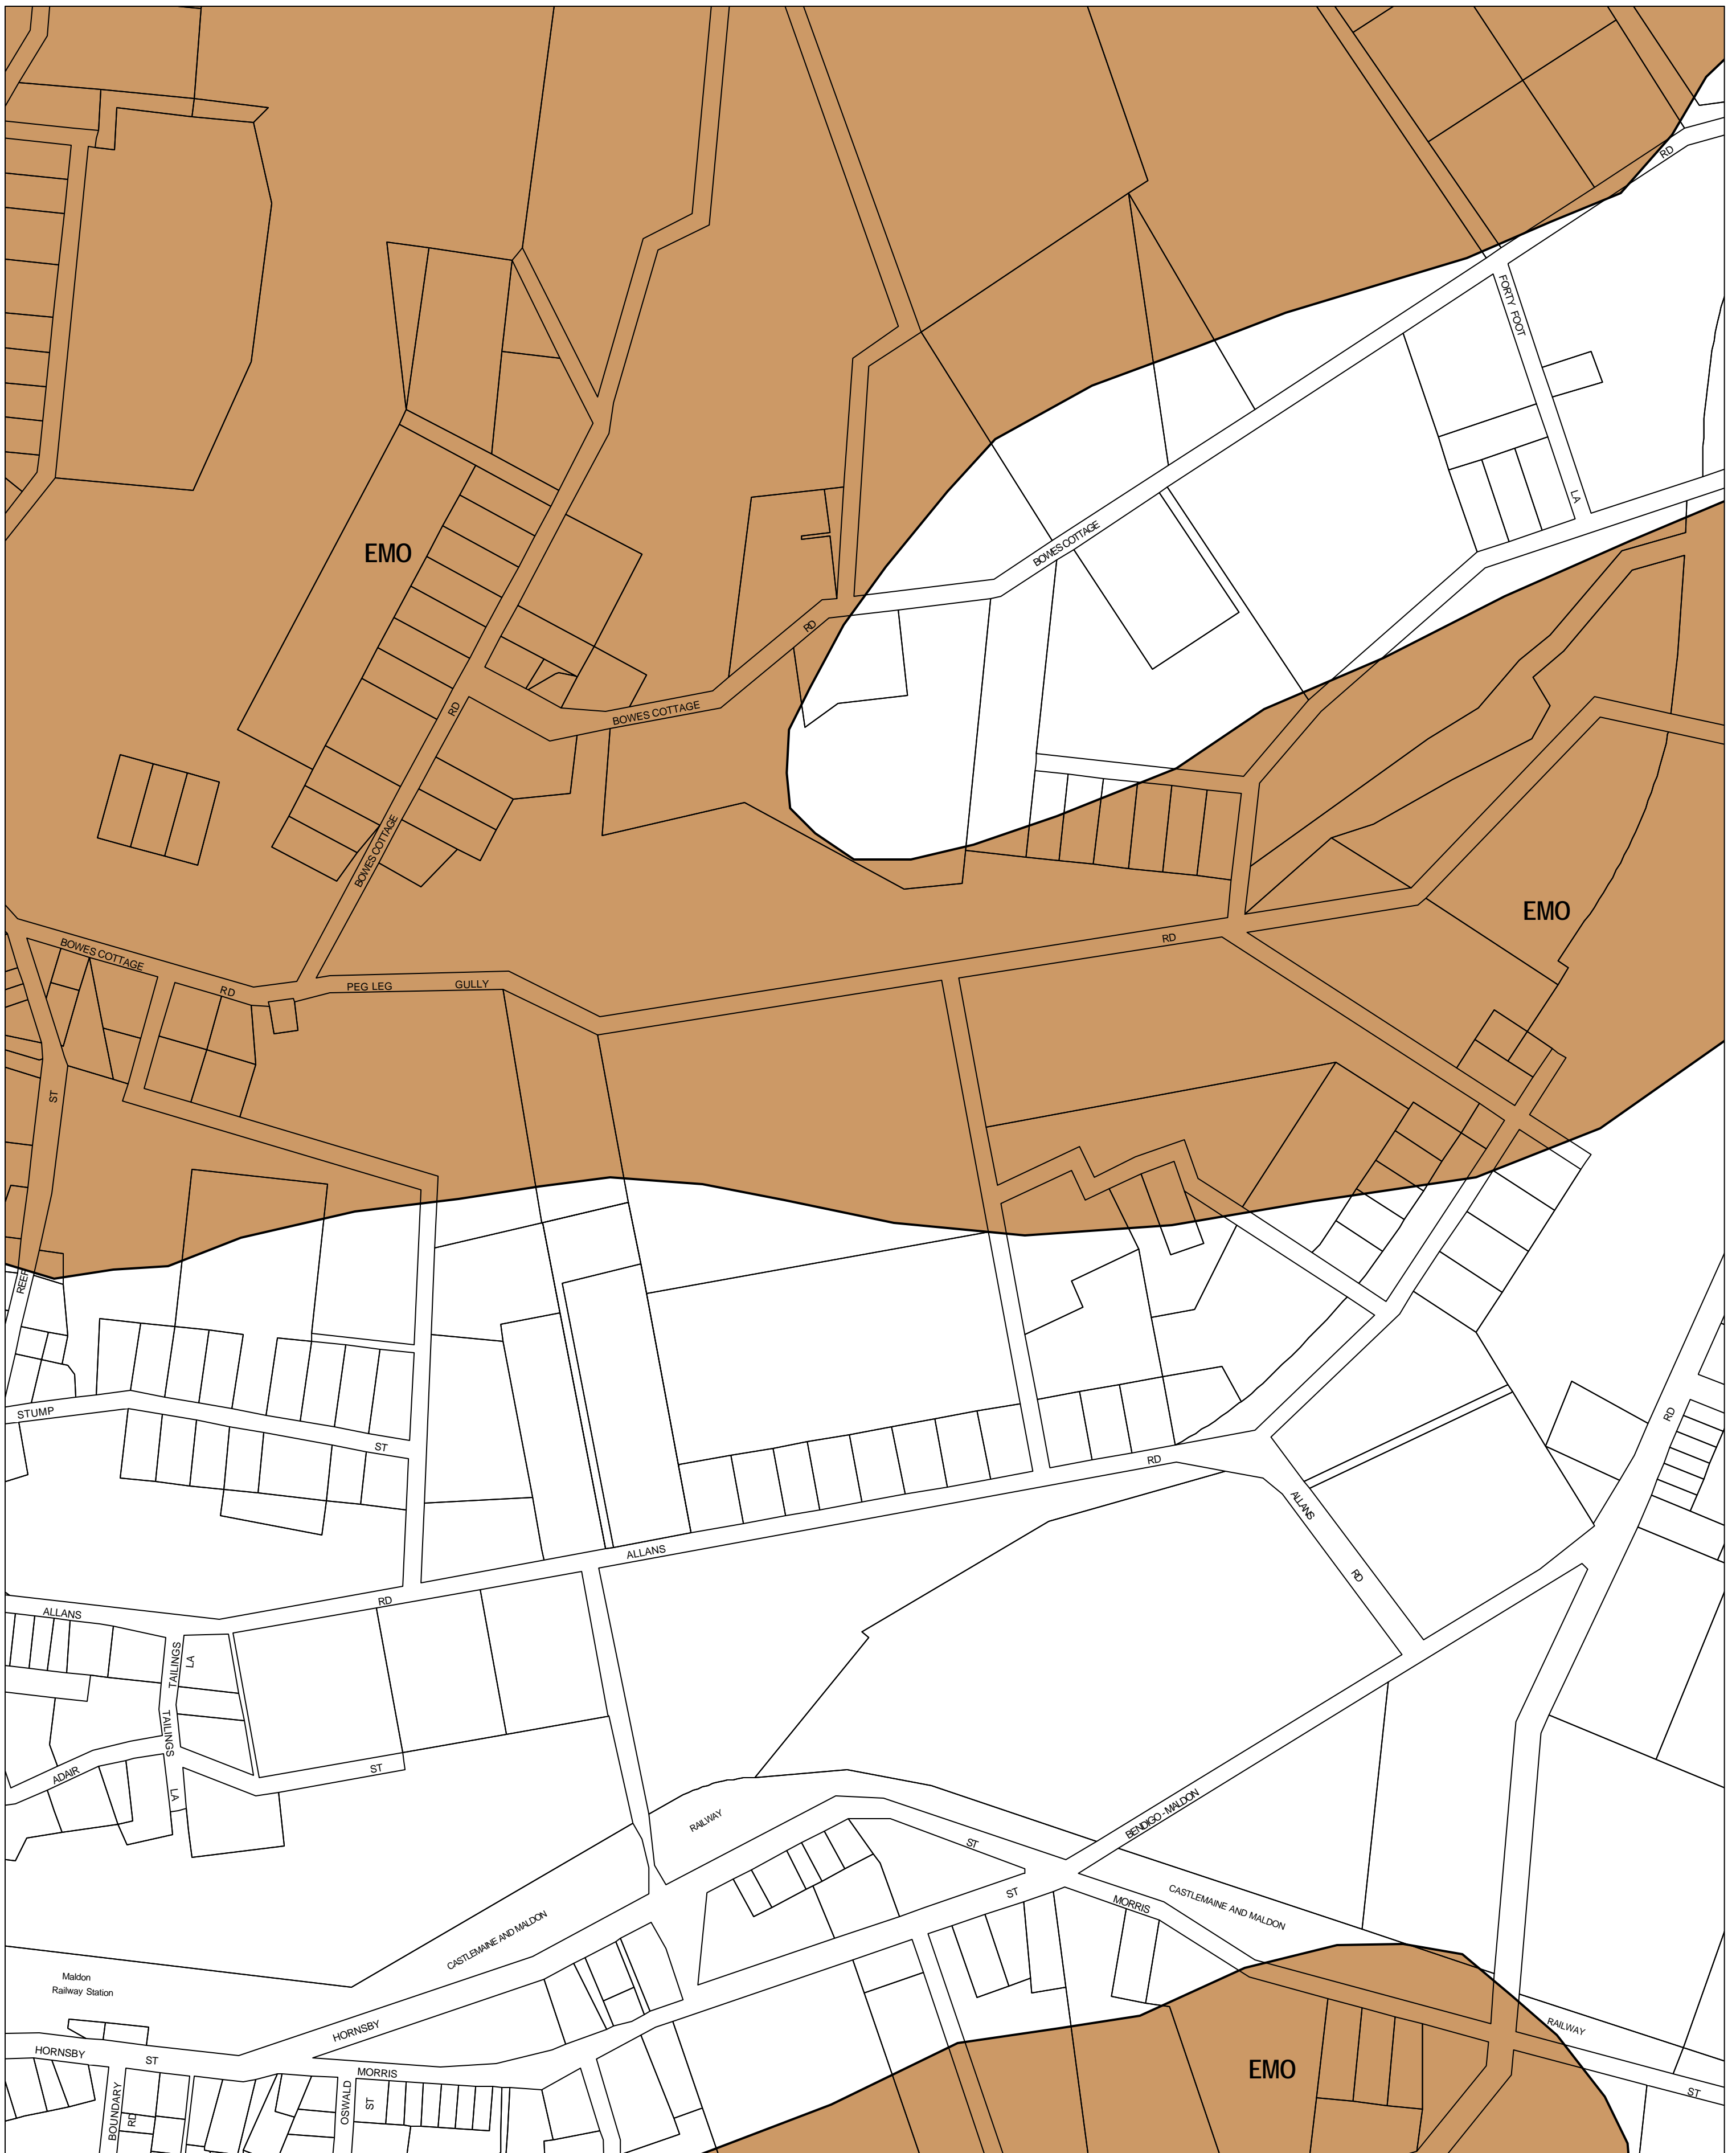 RD
FORTY FOOT
LA
BOWES COTTAGE
EMO
RD
RD
BOWES COTTAGE
BOWES COTTAGE
EMO
BOWES COTTAGE
RD
RD
PEG LEG GULLY
ST
REEF
STUMP
ST
RD
RD
ALLANS
ALLANS
RD
RD
ALLANS
TAILINGS
LA
TAILINGS
ADAIR
ST
LA
RAILWAY
BENDIGO - MALDON
ST
ST
MORRIS
CASTLEMAINE AND MALDON
CASTLEMAINE AND MALDON
Maldon
Railway Station
HORNSBY
RAILWAY
HORNSBY
ST
MORRIS
EMO
ST
BOUNDARY
RD
OSWALD
ST